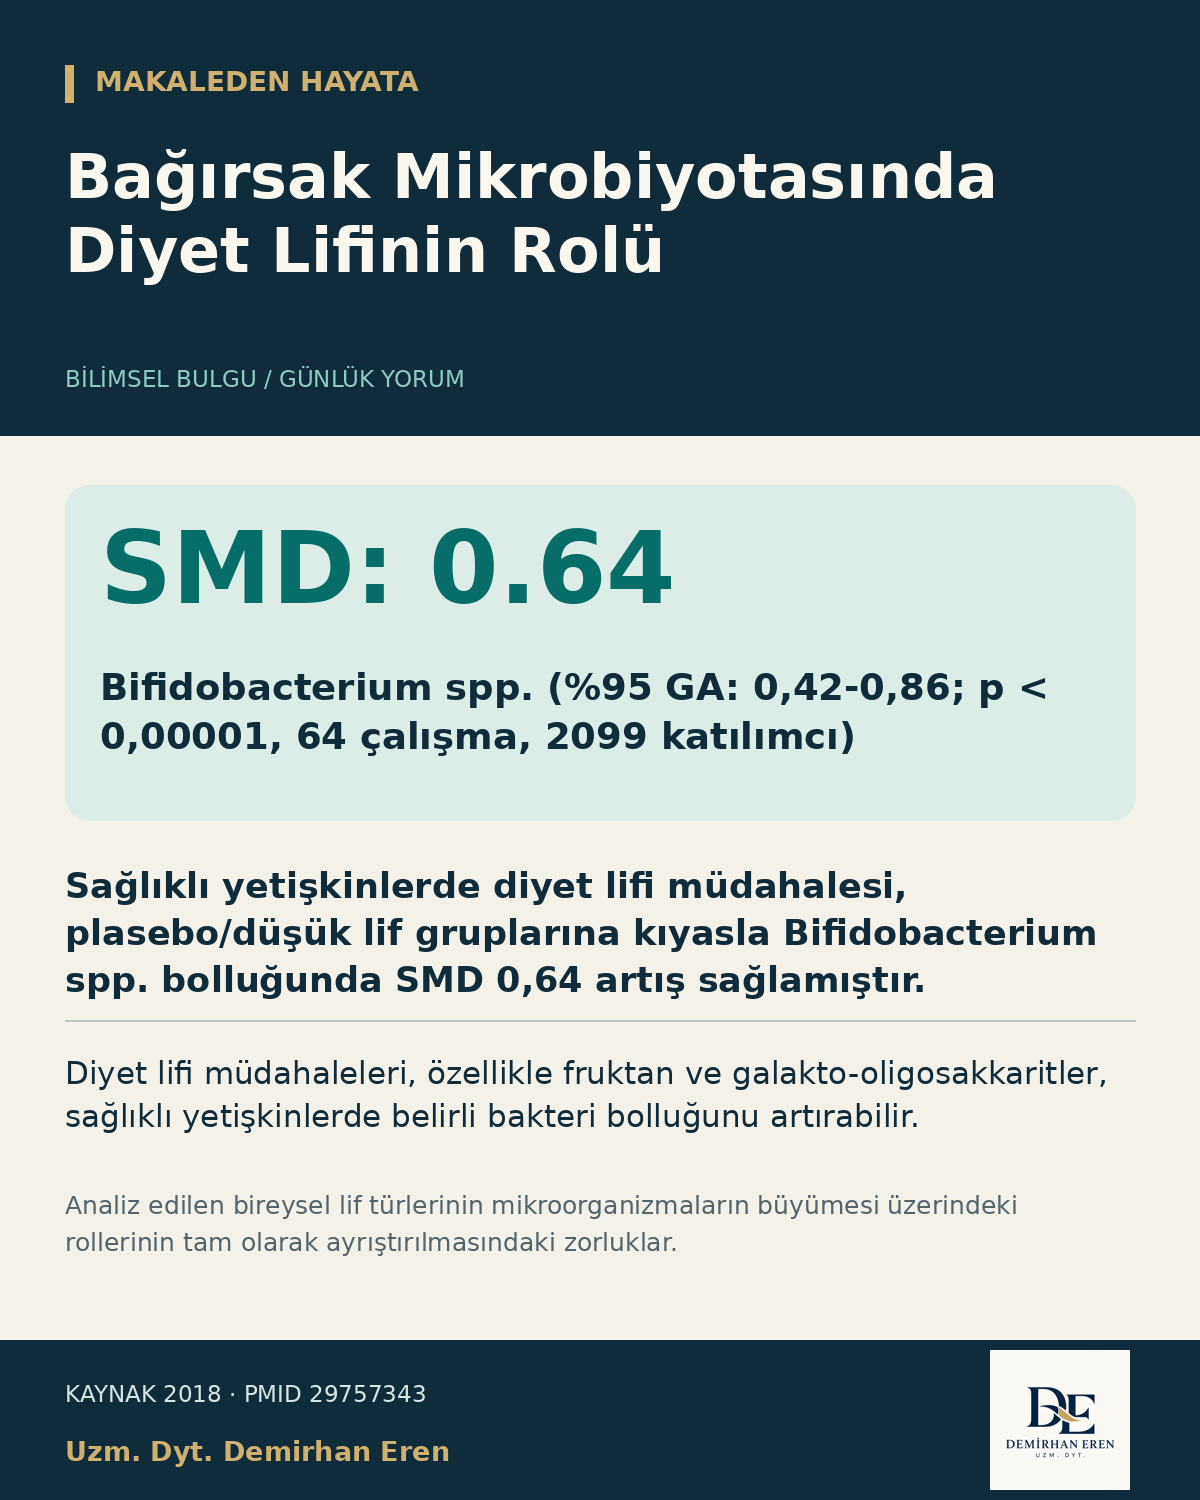 MAKALEDEN HAYATA
Bağırsak Mikrobiyotasında
Diyet Lifinin Rolü
BİLİMSEL BULGU / GÜNLÜK YORUM
SMD: 0.64
Bifidobacterium spp. (%95 GA: 0,42-0,86; p <
0,00001, 64 çalışma, 2099 katılımcı)
Sağlıklı yetişkinlerde diyet lifi müdahalesi,
plasebo/düşük lif gruplarına kıyasla Bifidobacterium
spp. bolluğunda SMD 0,64 artış sağlamıştır.
Diyet lifi müdahaleleri, özellikle fruktan ve galakto-oligosakkaritler,
sağlıklı yetişkinlerde belirli bakteri bolluğunu artırabilir.
Analiz edilen bireysel lif türlerinin mikroorganizmaların büyümesi üzerindeki
rollerinin tam olarak ayrıştırılmasındaki zorluklar.
KAYNAK 2018 · PMID 29757343
Uzm. Dyt. Demirhan Eren
DE
DEMİRHAN EREN
UZM. DYT.